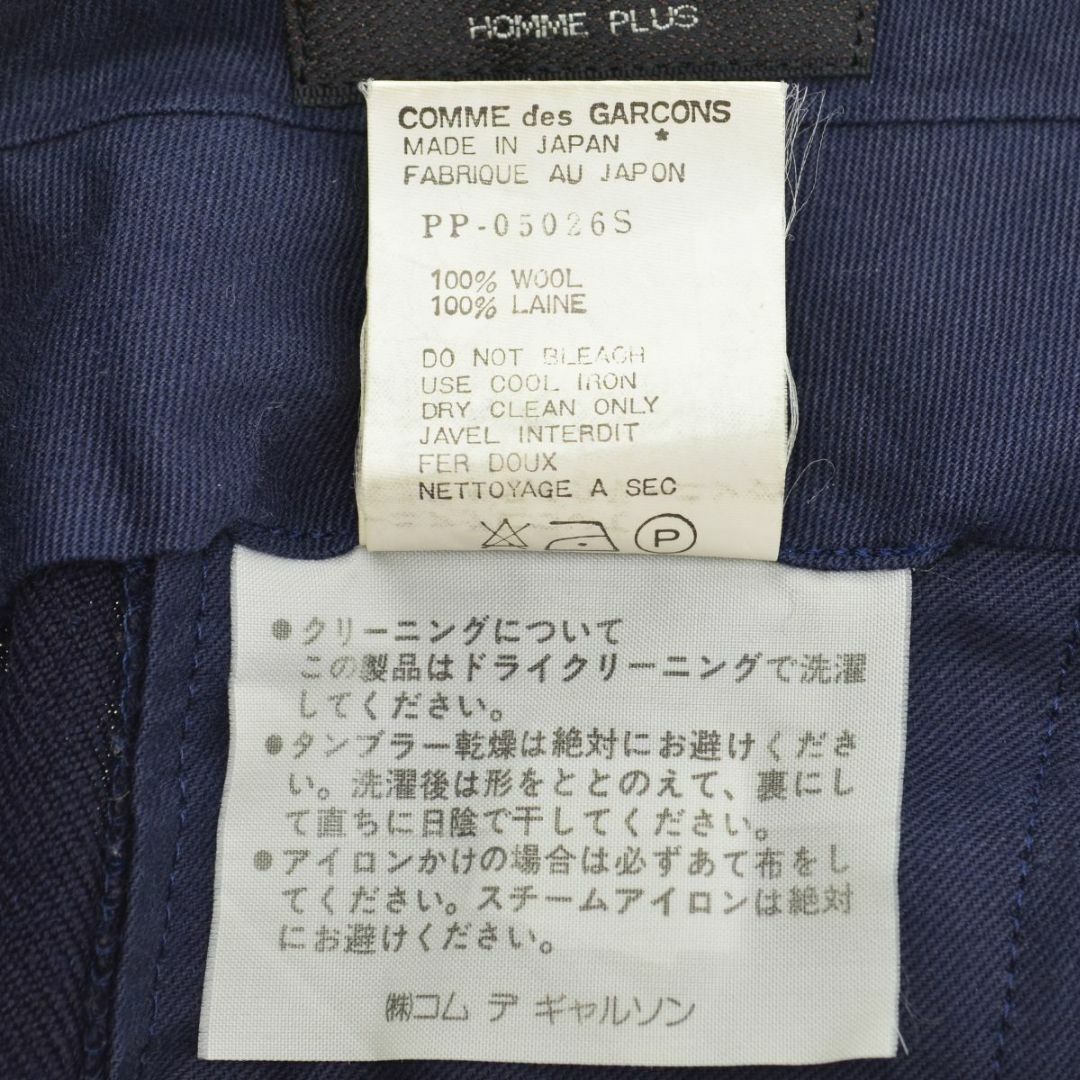 HOMME PLUS
COMME des GARCONS
MADE IN JAPAN *
FABRIQUE AU JAPON
PP-05026S
100% WOOL
100% LAINE
DO NOT BLEACH
USE COOL IRON
DRY CLEAN ONLY
JAVEL INTERDIT
FER DOUX
NETTOYAGE A SEC
P
●クリーニングについて
この製品はドライクリーニングで洗濯
してください。
●タンブラー乾燥は絶対にお避けくださ
い。洗濯後は形をととのえて、裏にし
て直ちに日陰で干してください。
●アイロンかけの場合は必ずあて布をし
てください。スチームアイロンは絶対
にお避けください。
㈱コム デ ギャルソン